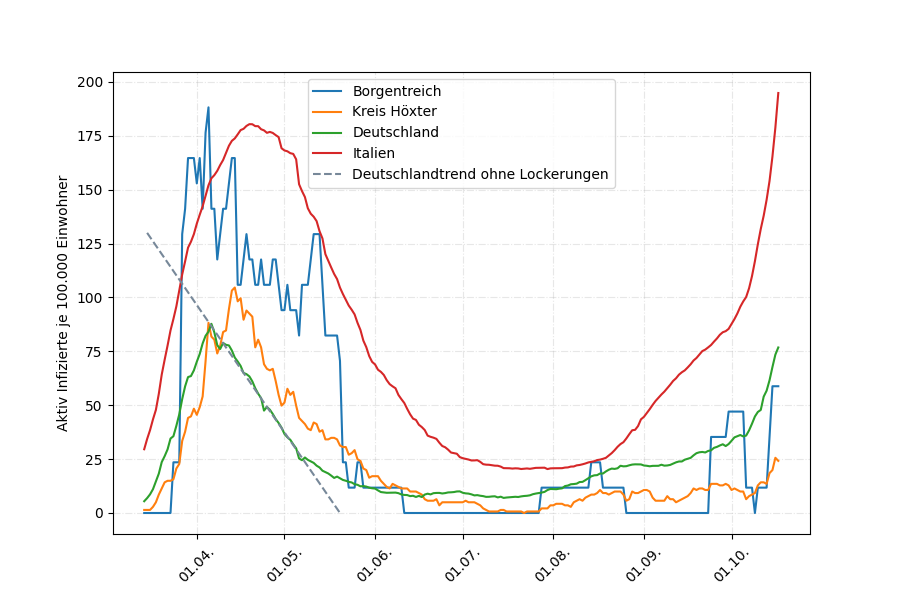 200
175
150
125
100
75
50
25
0
Aktiv Infizierte je 100.000 Einwohner
Borgentreich
Kreis Höxter
Deutschland
Italien
Deutschlandtrend ohne Lockerungen
01.04.
01.05.
01.06.
01.07.
01.08.
01.09.
01.10.